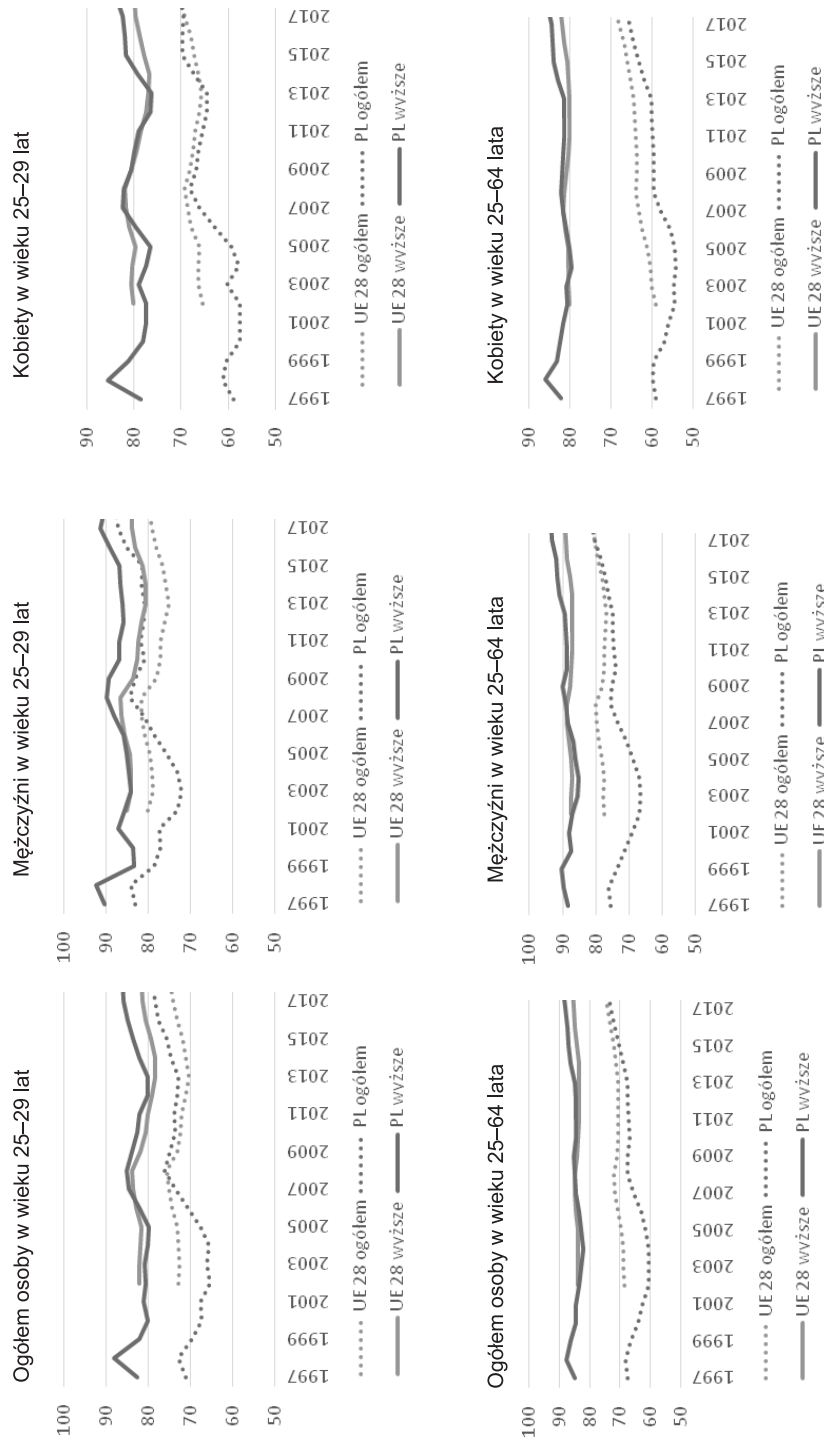 Ogółem osoby w wieku 25–29 lat
100
90
80
70
60
50
1997 1999 2001 2003 2005 2007 2009 2011 2013 2015 2017
UE 28 ogółem PL ogółem
UE 28 wyższe PL wyższe
Mężczyźni w wieku 25–29 lat
100
90
80
70
60
50
1997 1999 2001 2003 2005 2007 2009 2011 2013 2015 2017
UE 28 ogółem PL ogółem
UE 28 wyższe PL wyższe
Kobiety w wieku 25–29 lat
90
80
70
60
50
1997 1999 2001 2003 2005 2007 2009 2011 2013 2015 2017
UE 28 ogółem PL ogółem
UE 28 wyższe PL wyższe
Ogółem osoby w wieku 25–64 lata
100
90
80
70
60
50
1997 1999 2001 2003 2005 2007 2009 2011 2013 2015 2017
UE 28 ogółem PL ogółem
UE 28 wyższe PL wyższe
Mężczyźni w wieku 25–64 lata
100
90
80
70
60
50
1997 1999 2001 2003 2005 2007 2009 2011 2013 2015 2017
UE 28 ogółem PL ogółem
UE 28 wyższe PL wyższe
Kobiety w wieku 25–64 lata
90
80
70
60
50
1997 1999 2001 2003 2005 2007 2009 2011 2013 2015 2017
UE 28 ogółem PL ogółem
UE 28 wyższe PL wyższe